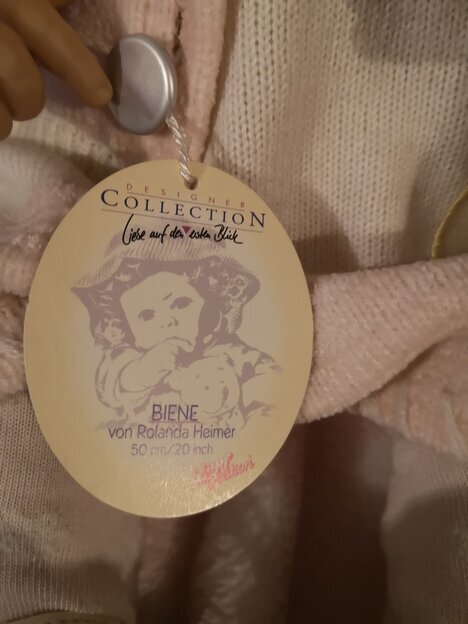 DESIGNER
COLLECTION
Liebe auf den ersten Blick
BIENE
von Rolanda Heimer
50 cm/20 inch